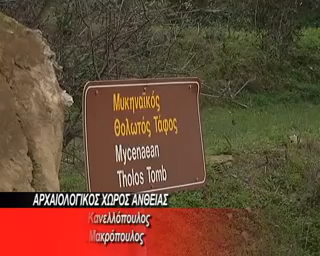 Μυκηναϊκός
Θολωτός Τάφος
Mycenaean
Tholos Tomb
ΑΡΧΑΙΟΛΟΓΙΚΟΣ ΧΩΡΟΣ ΑΝΘΕΙΑΣ
Κανελλόπουλος
Μακρόπουλος